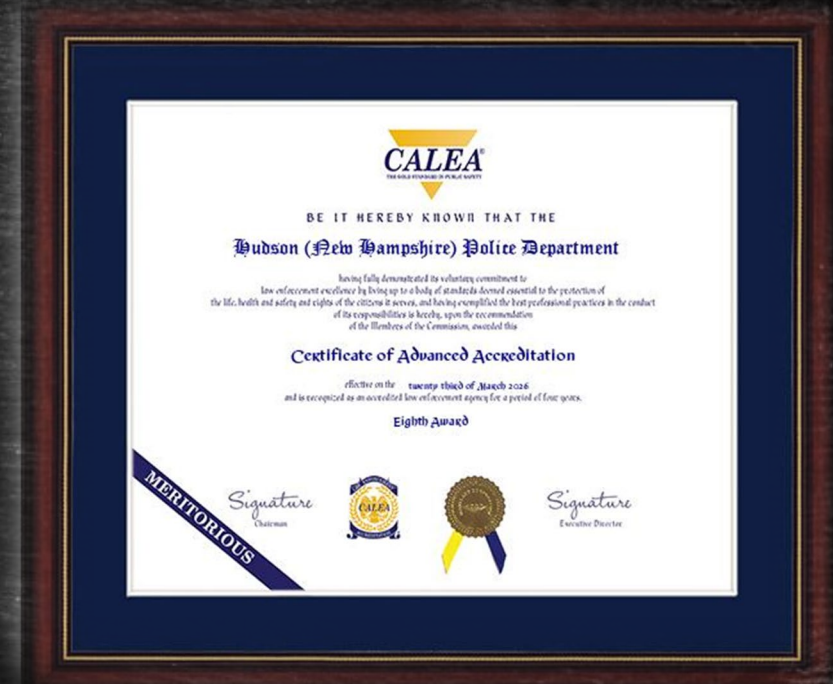 CALEA®
THE GOLD STANDARD IN PUBLIC SAFETY
BE IT HEREBY KNOWN THAT THE
Hudson (New Hampshire) Police Department
having fully demonstrated its voluntary commitment to
law enforcement excellence by living up to a body of standards deemed essential to the protection of
the life, health and safety and rights of the citizens it serves, and having exemplified the best professional practices in the conduct
of its responsibilities is hereby, upon the recommendation
of the Members of the Commission, awarded this
Certificate of Advanced Accreditation
effective on the twenty third of March 2026
and is recognized as an accredited law enforcement agency for a period of four years.
Eighth Award
MERITORIOUS
Signature
Chairman
CALEA
Signature
Executive Director